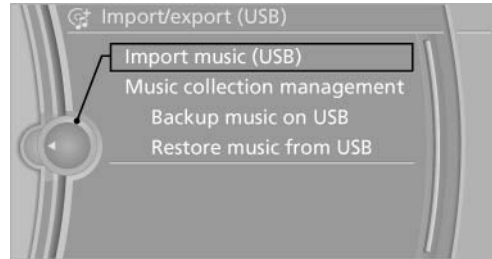 Import/export (USB)
Import music (USB)
Music collection management
Backup music on USB
Restore music from USB